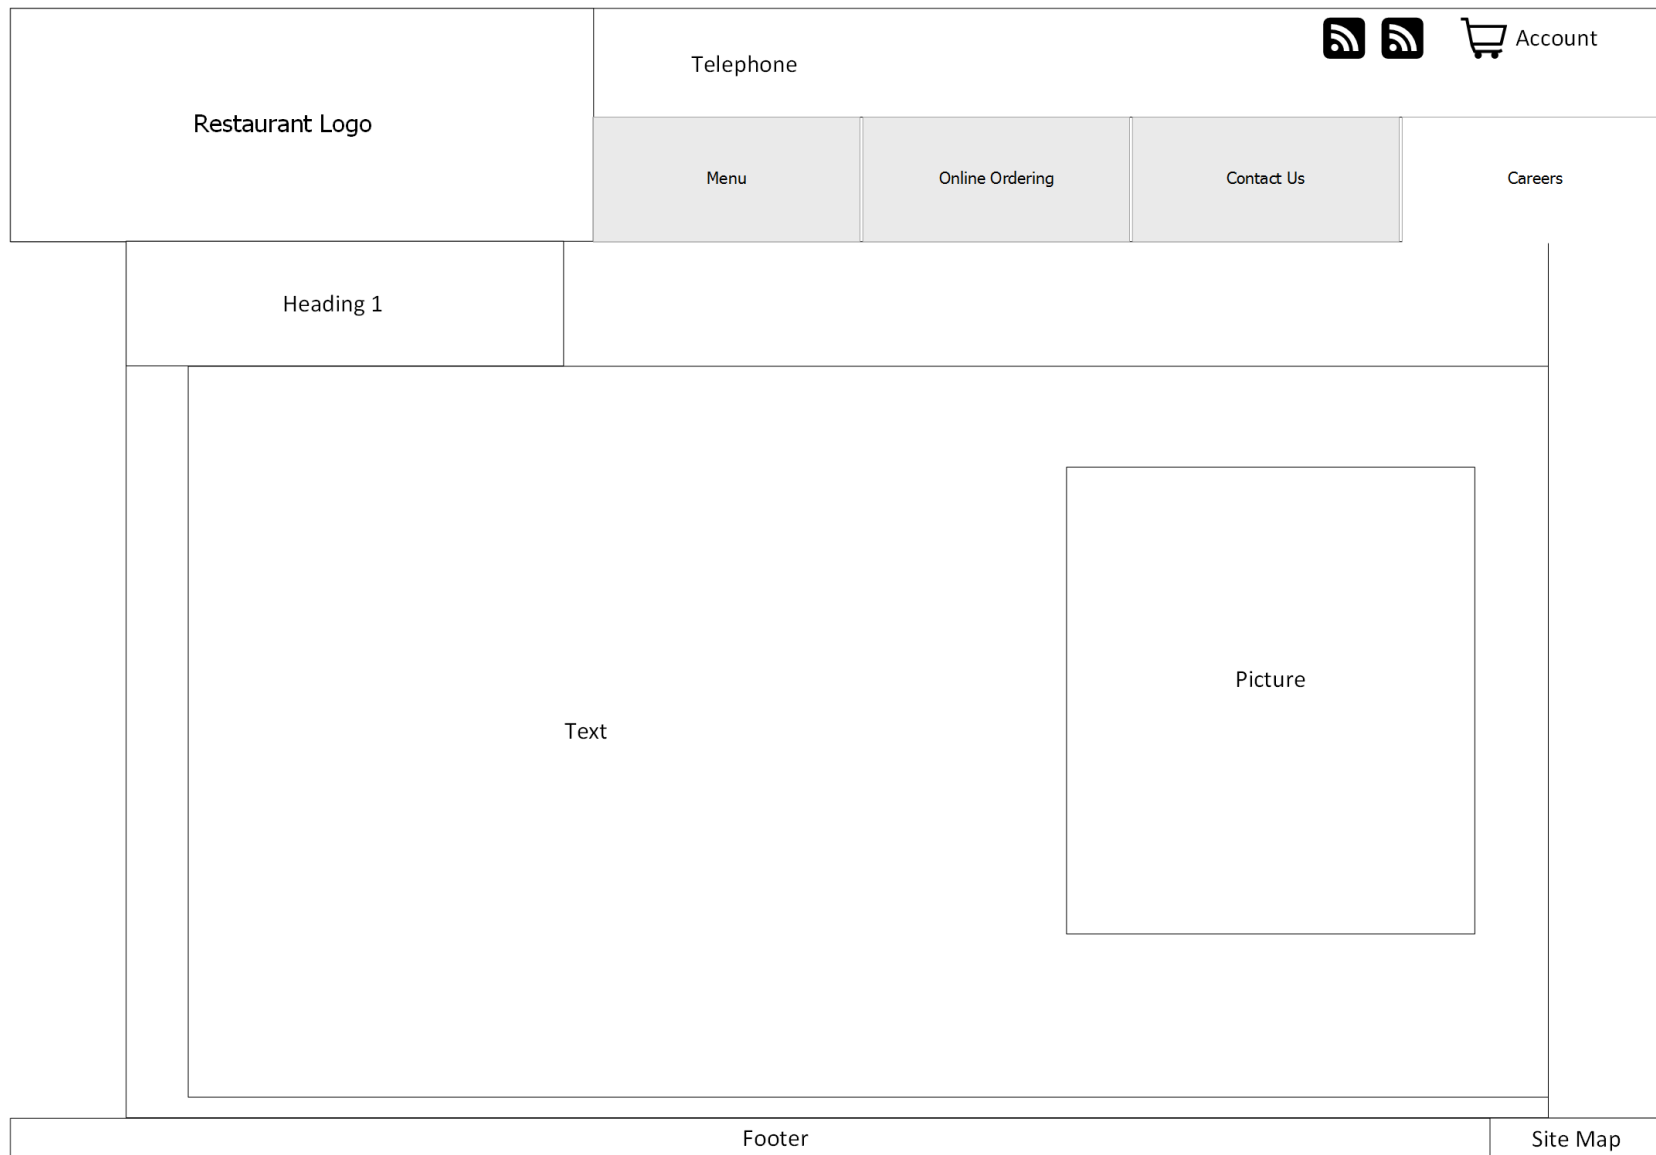 Account
Telephone
Restaurant Logo
Menu
Online Ordering
Contact Us
Careers
Heading 1
Picture
Text
Footer
Site Map